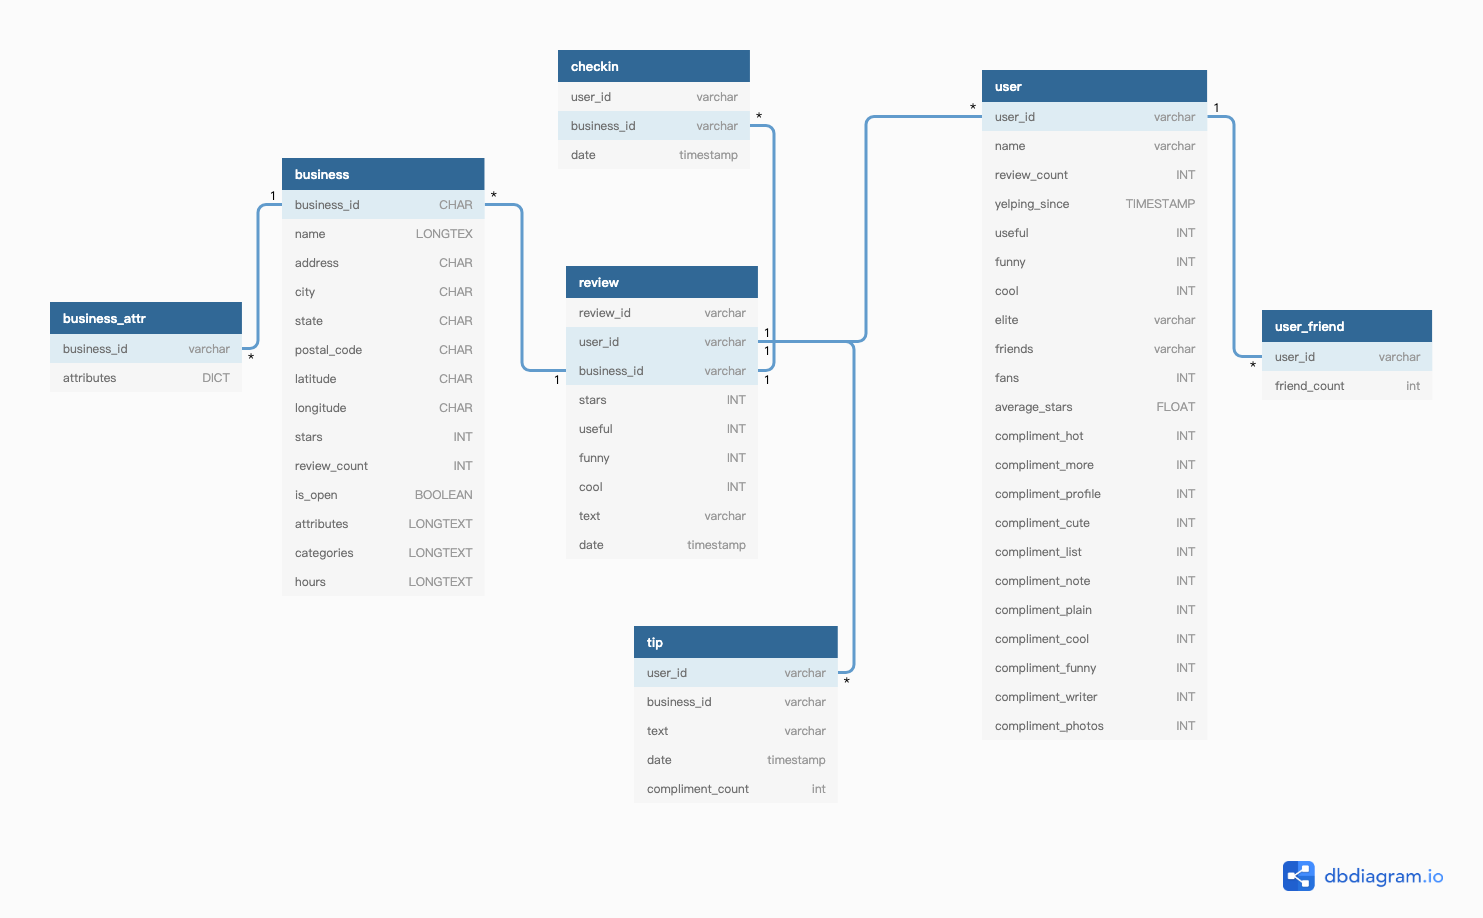 checkin
user_id varchar
business_id varchar
date timestamp
*
business
1
*
business_id CHAR
name LONGTEX
address CHAR
city CHAR
state CHAR
postal_code CHAR
latitude CHAR
longitude CHAR
stars INT
review_count INT
is_open BOOLEAN
attributes LONGTEXT
categories LONGTEXT
hours LONGTEXT
business_attr
business_id varchar
attributes DICT
*
review
review_id varchar
user_id varchar
business_id varchar
stars INT
useful INT
funny INT
cool INT
text varchar
date timestamp
1
1
1
1
tip
user_id varchar
business_id varchar
text varchar
date timestamp
compliment_count int
*
user
*
1
user_id varchar
name varchar
review_count INT
yelping_since TIMESTAMP
useful INT
funny INT
cool INT
elite varchar
friends varchar
fans INT
average_stars FLOAT
compliment_hot INT
compliment_more INT
compliment_profile INT
compliment_cute INT
compliment_list INT
compliment_note INT
compliment_plain INT
compliment_cool INT
compliment_funny INT
compliment_writer INT
compliment_photos INT
user_friend
user_id varchar
friend_count int
*
dbdiagram.io